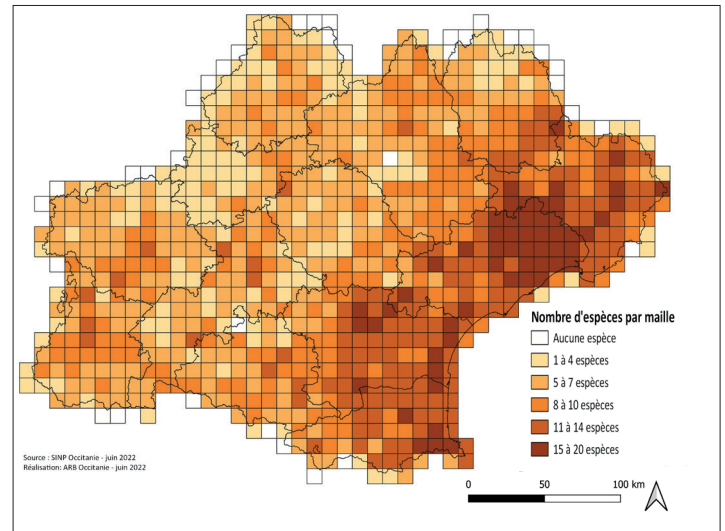 Nombre d'espèces par maille
Aucune espèce
1 à 4 espèces
5 à 7 espèces
8 à 10 espèces
11 à 14 espèces
15 à 20 espèces
Source : SINP Occitanie - juin 2022
Réalisation: ARB Occitanie - juin 2022
0 50 100 km